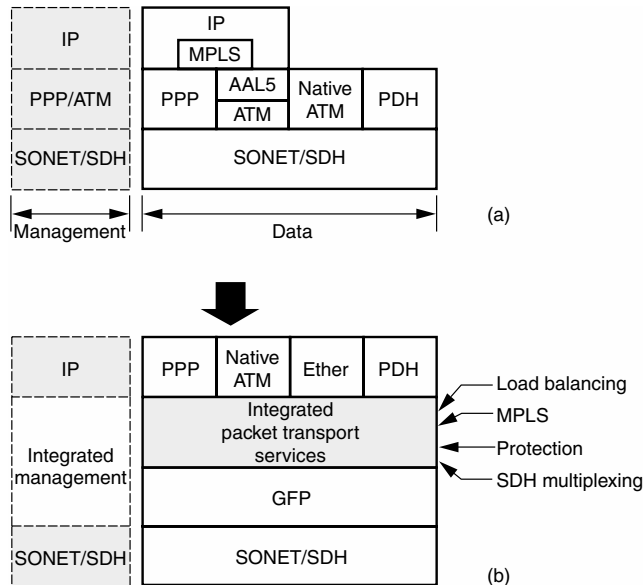 IP
IP
MPLS
PPP/ATM
PPP
AAL5
ATM
Native
ATM
PDH
SONET/SDH
SONET/SDH
Management
Data
(a)
IP
PPP
Native
ATM
Ether
PDH
Integrated
management
Integrated
packet transport
services
Load balancing
MPLS
Protection
SDH multiplexing
GFP
SONET/SDH
SONET/SDH
(b)